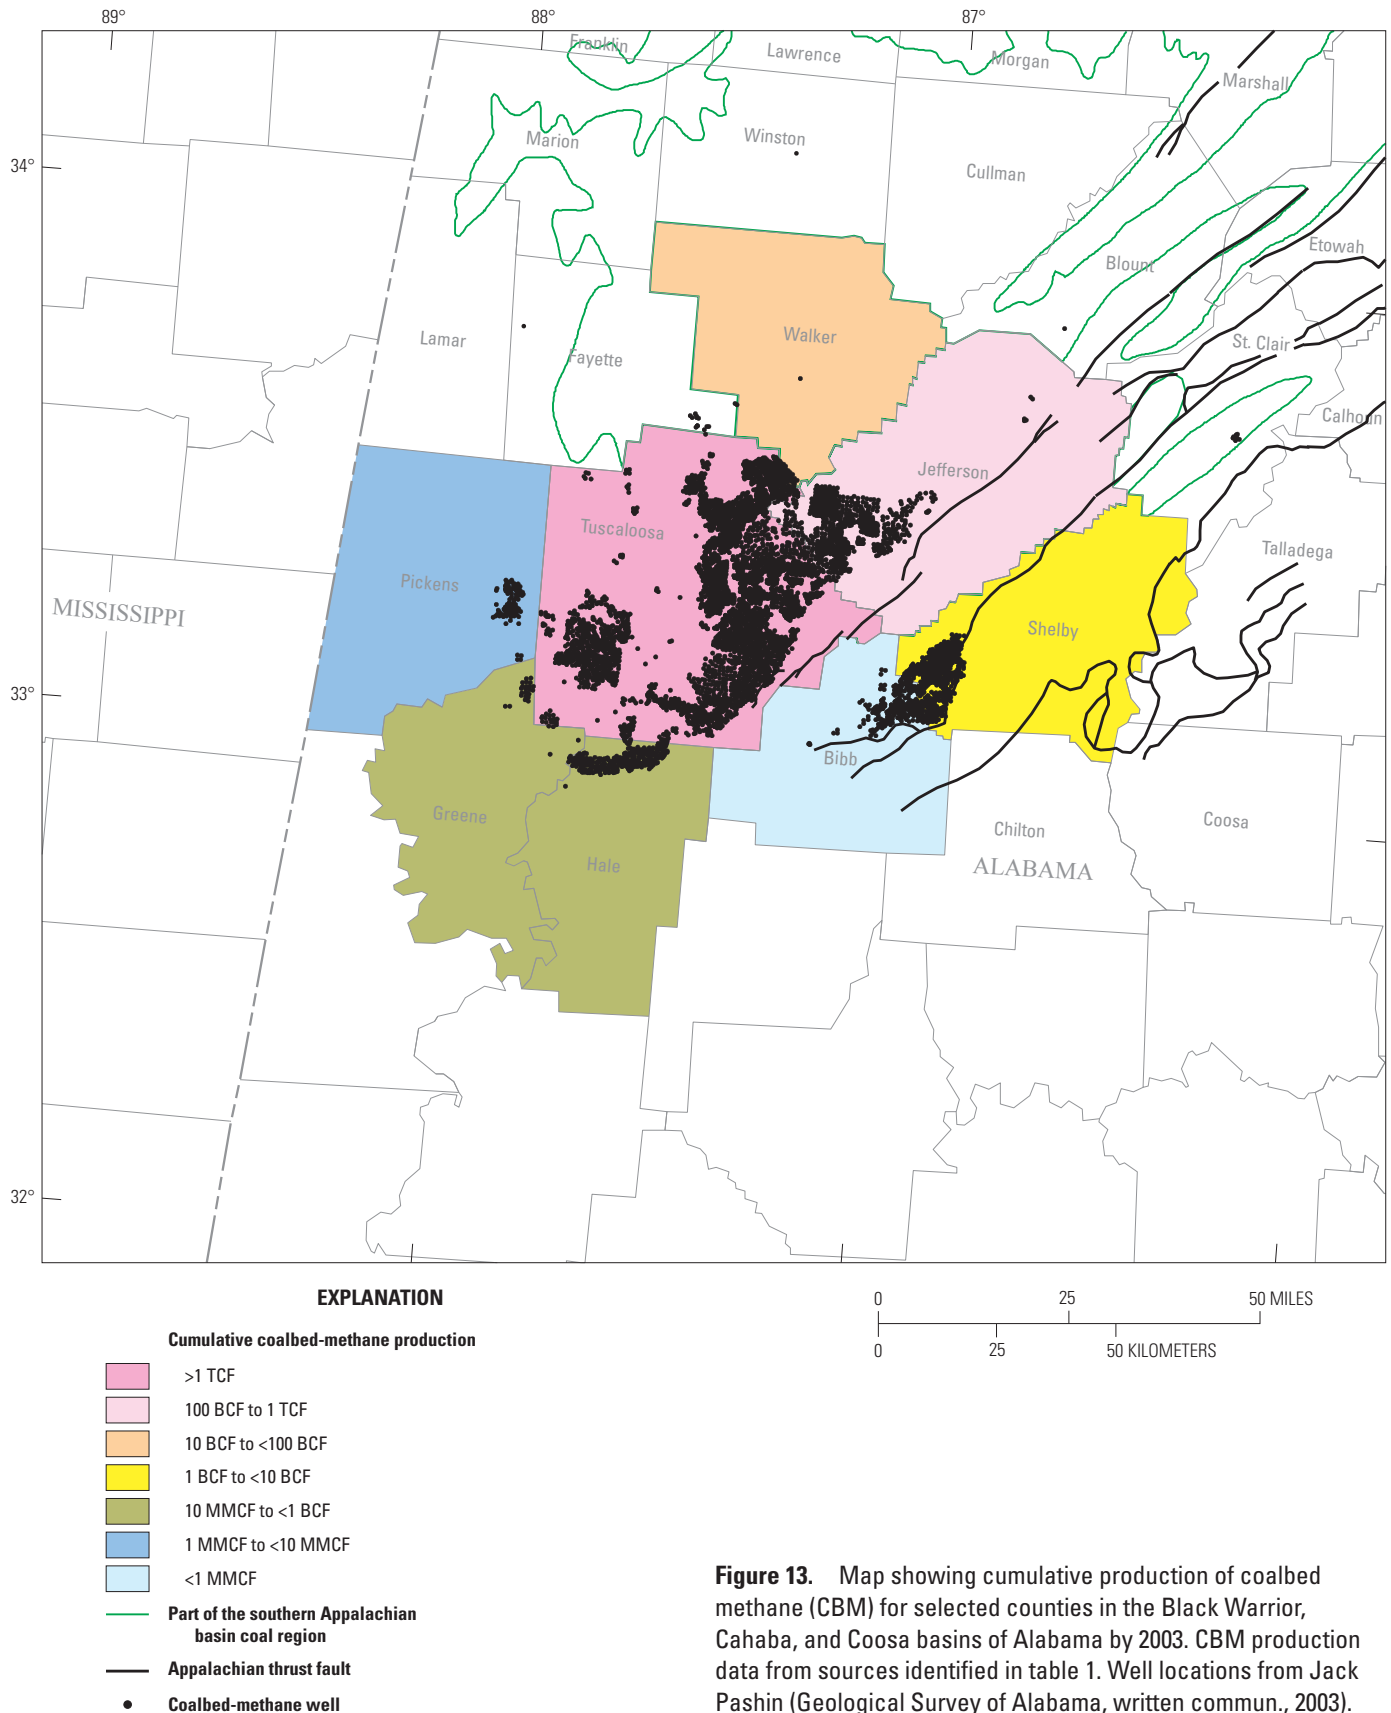 89°
88°
87°
Franklin
Lawrence
Morgan
Marshall
34°
Marion
Winston
Cullman
Etowah
Blount
Lamar
Walker
St. Clair
Fayette
Calhoun
Jefferson
Tuscaloosa
Talladega
Pickens
MISSISSIPPI
Shelby
33°
Bibb
Greene
Chilton
Coosa
Hale
ALABAMA
32°
EXPLANATION
Cumulative coalbed-methane production
>1 TCF
100 BCF to 1 TCF
10 BCF to <100 BCF
1 BCF to <10 BCF
10 MMCF to <1 BCF
1 MMCF to <10 MMCF
<1 MMCF
Part of the southern Appalachian
basin coal region
Appalachian thrust fault
Coalbed-methane well
0 25 50 MILES
0 25 50 KILOMETERS
Figure 13. Map showing cumulative production of coalbed
methane (CBM) for selected counties in the Black Warrior,
Cahaba, and Coosa basins of Alabama by 2003. CBM production
data from sources identified in table 1. Well locations from Jack
Pashin (Geological Survey of Alabama, written commun., 2003).